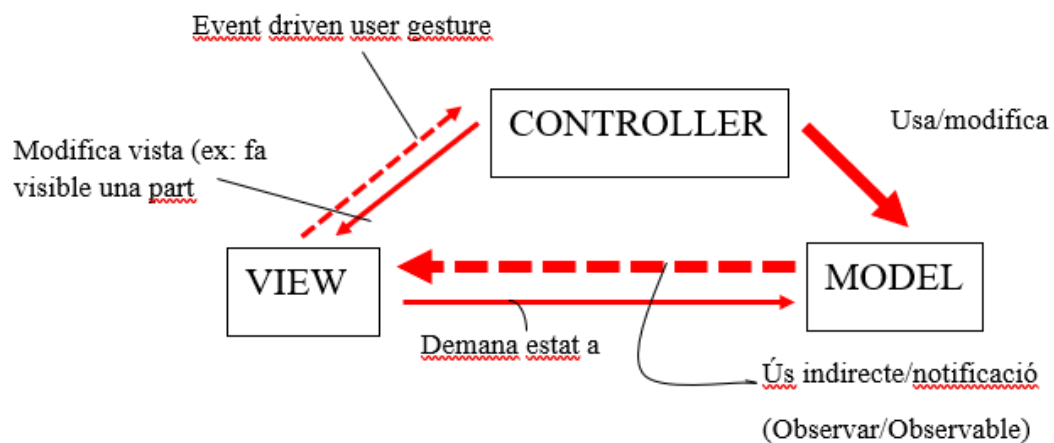 Event driven user gesture
CONTROLLER
Usa/modifica
Modifica vista (ex: fa
visible una part
VIEW
MODEL
Demana estat a
Ús indirecte/notificació
(Observar/Observable)